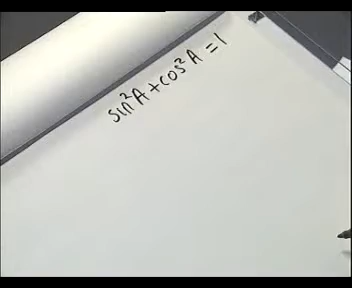 sin²A + cos²A = 1